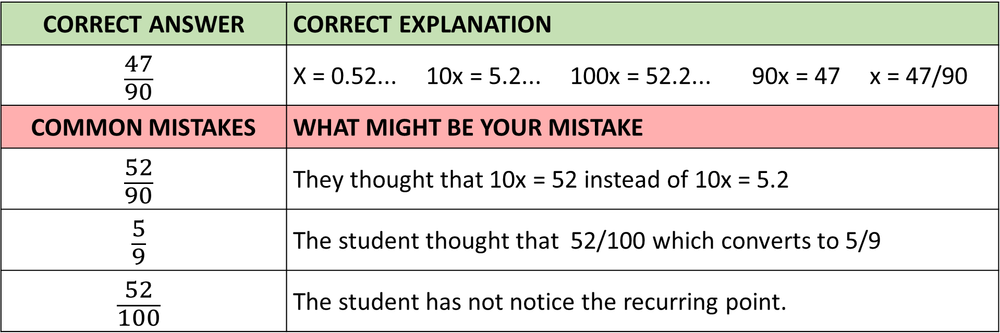 CORRECT ANSWER
CORRECT EXPLANATION
47
90
X = 0.52... 10x = 5.2... 100x = 52.2... 90x = 47 x = 47/90
COMMON MISTAKES
WHAT MIGHT BE YOUR MISTAKE
52
90
They thought that 10x = 52 instead of 10x = 5.2
5
9
The student thought that 52/100 which converts to 5/9
52
100
The student has not notice the recurring point.